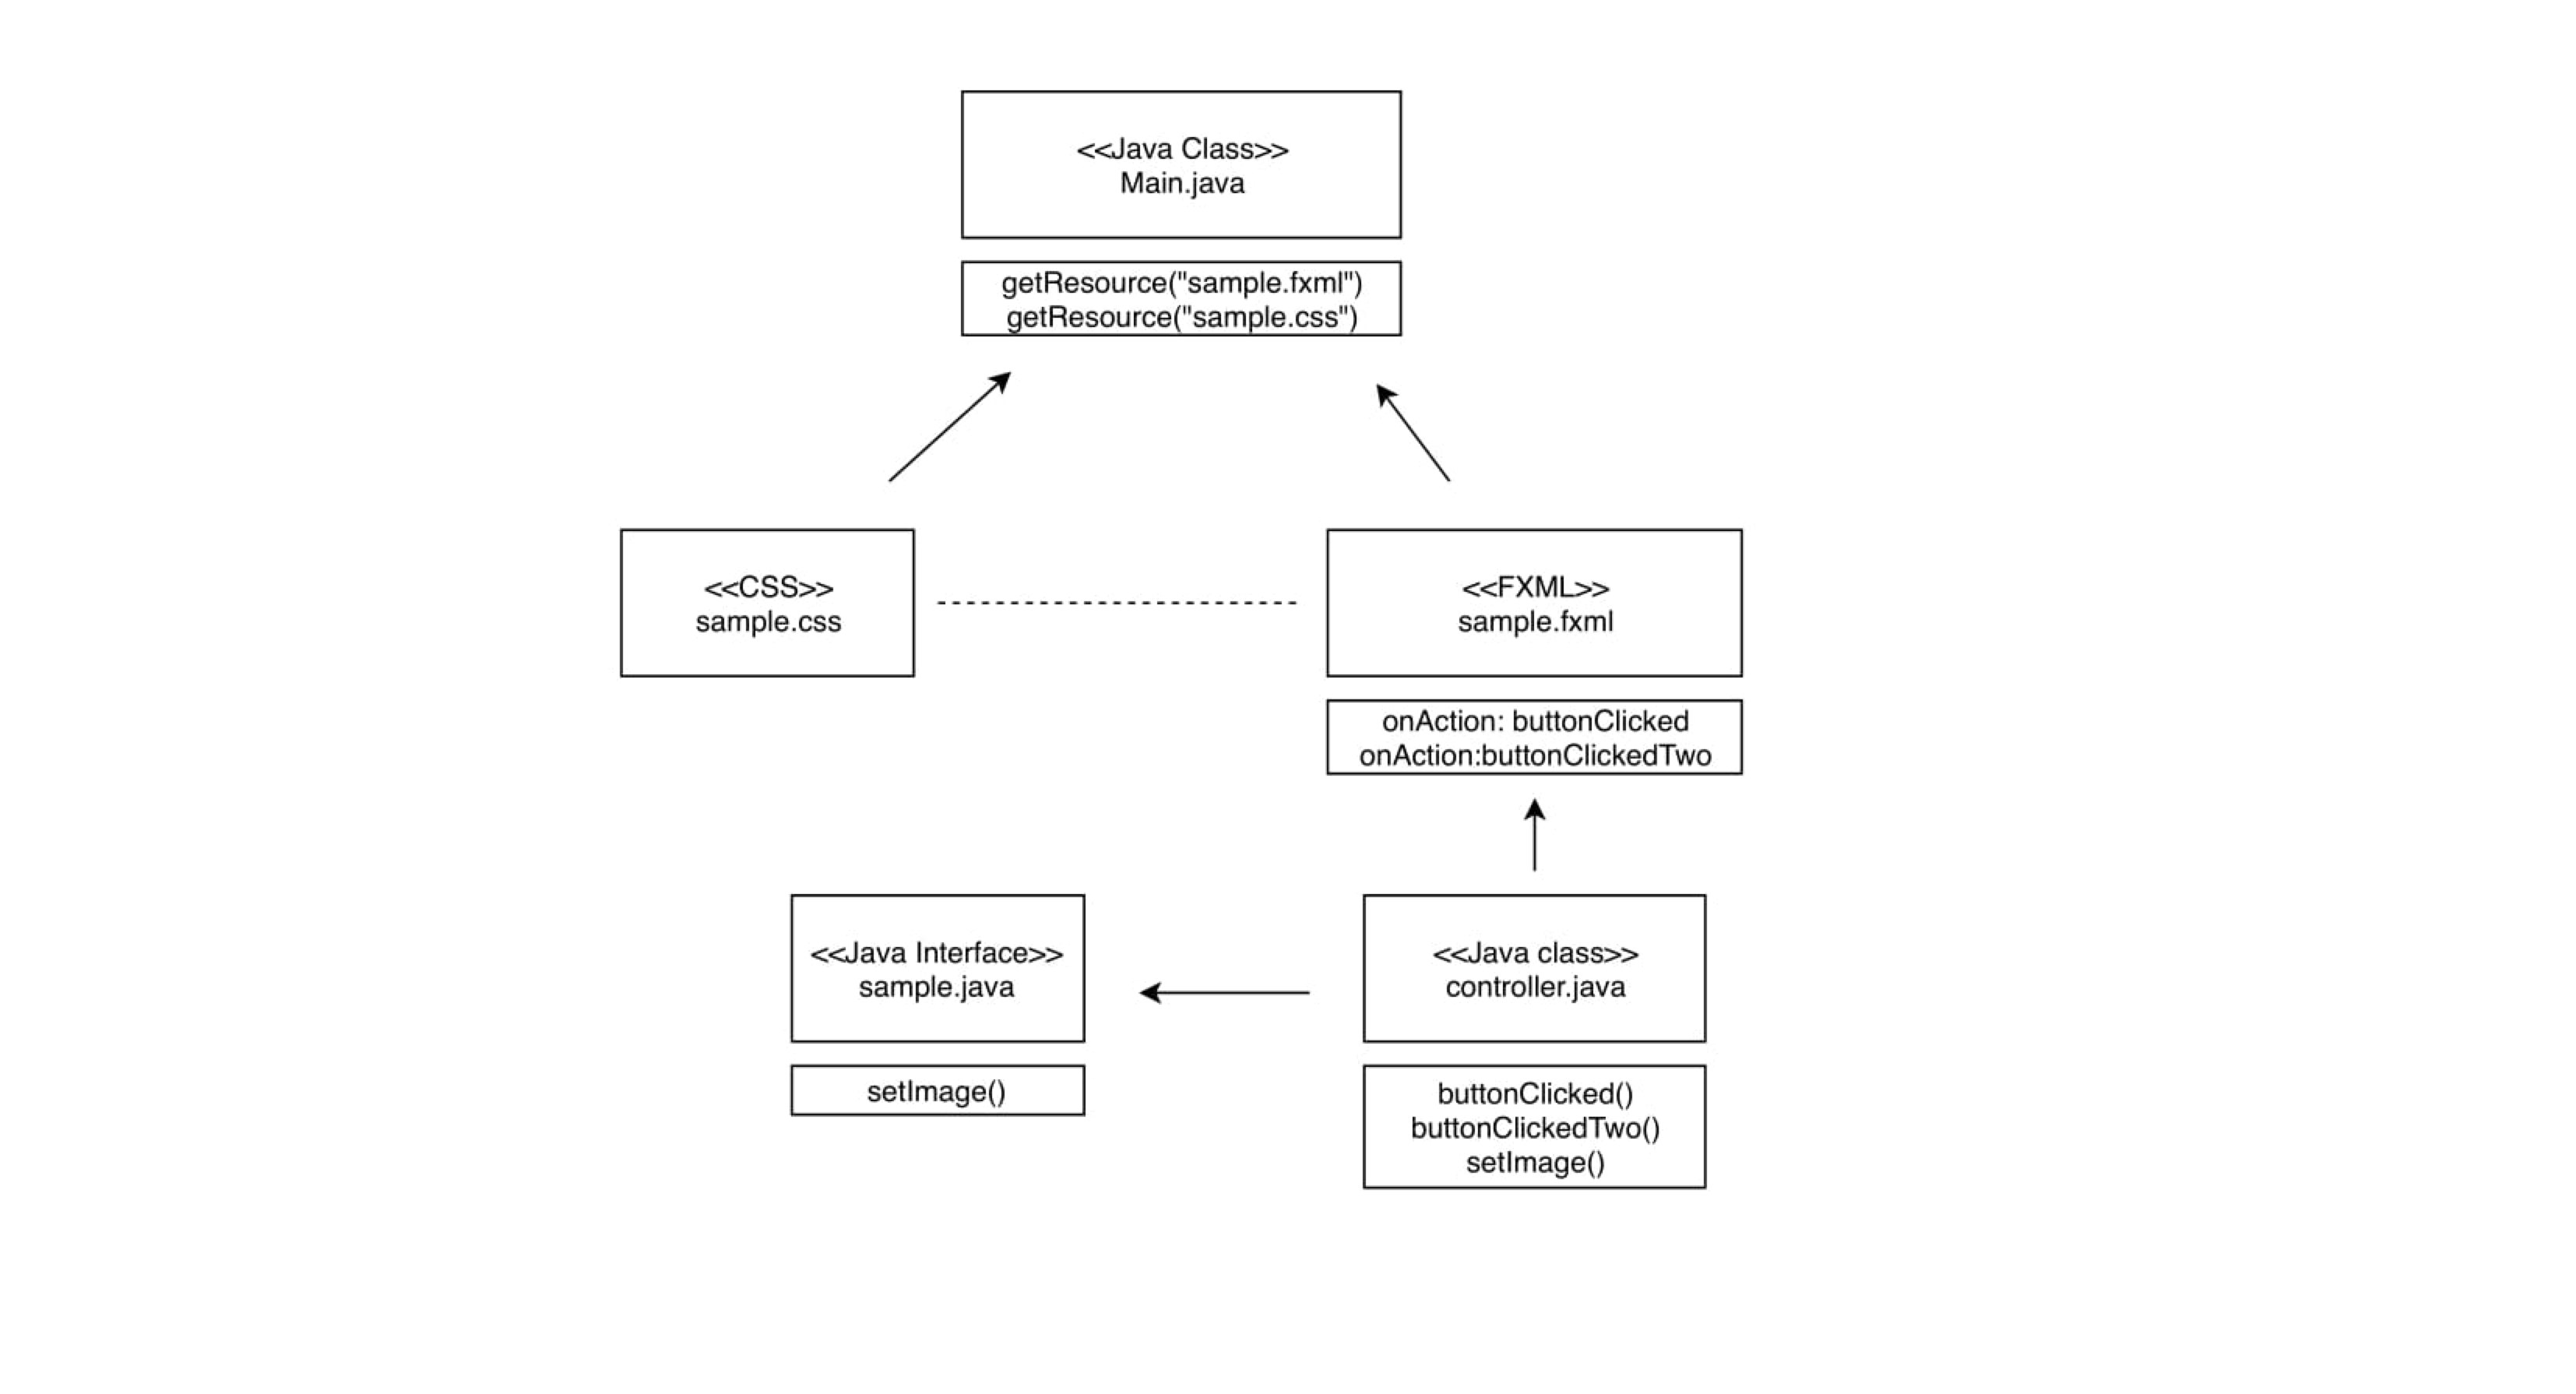 <<Java Class>>
Main.java
getResource("sample.fxml")
getResource("sample.css")
<<CSS>>
sample.css
<<FXML>>
sample.fxml
onAction: buttonClicked
onAction:buttonClickedTwo
<<Java Interface>>
sample.java
setImage()
<<Java class>>
controller.java
buttonClicked()
buttonClickedTwo()
setImage()